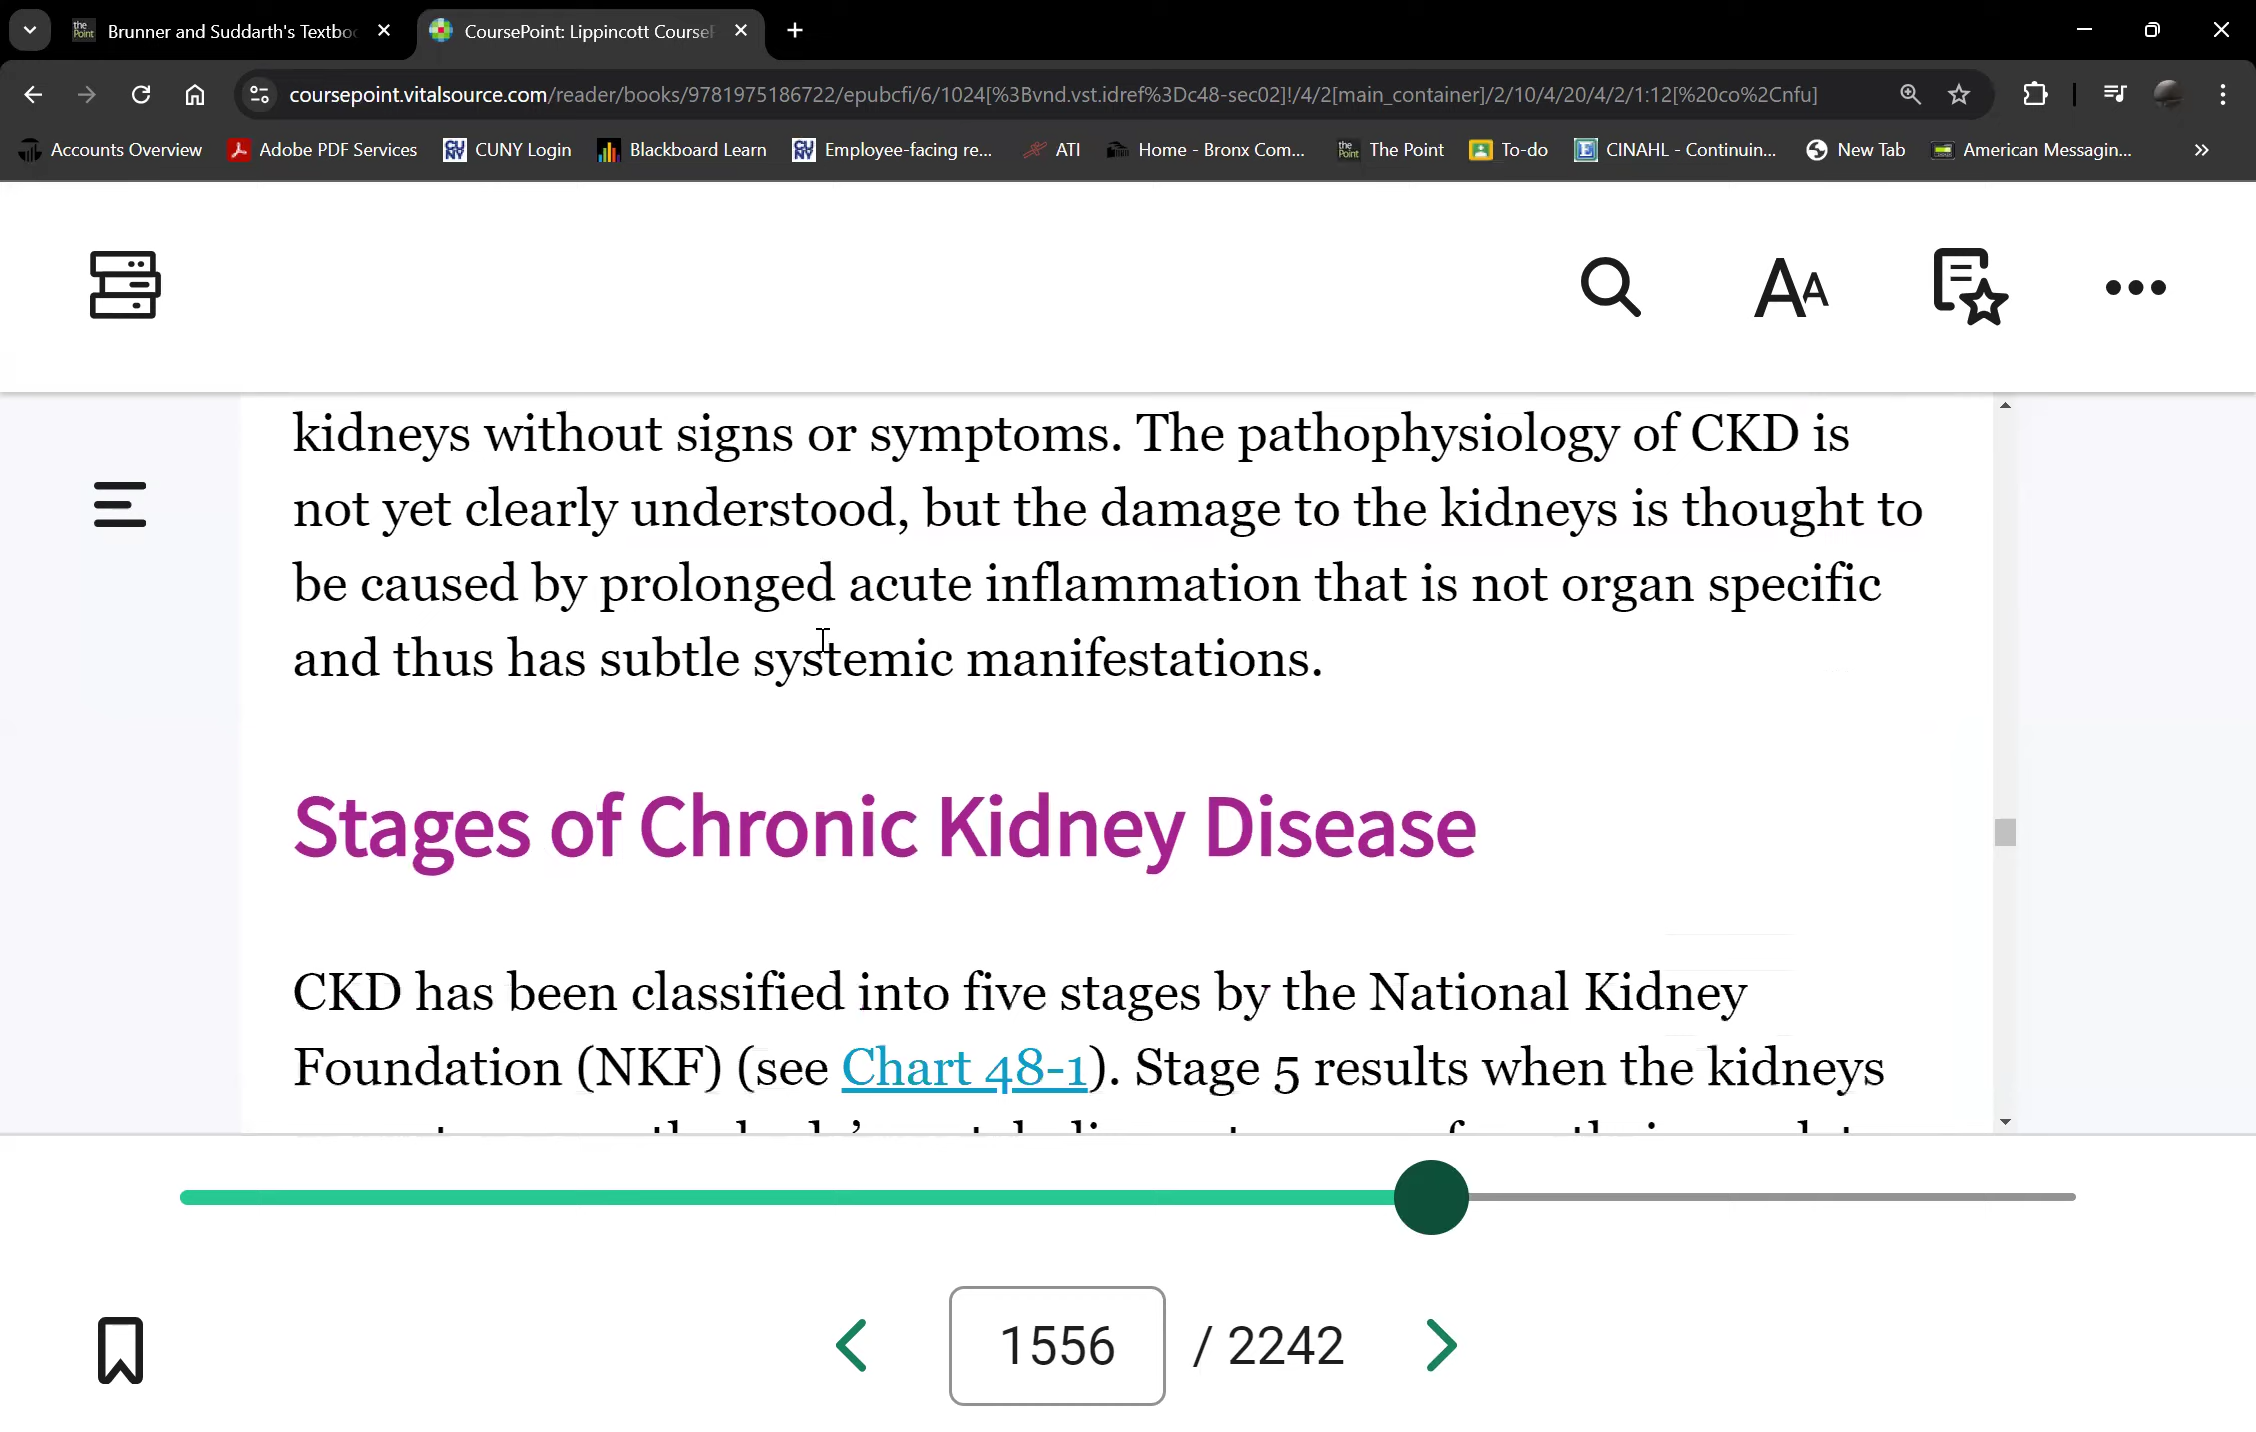 Brunner and Suddarth's Textbo
CoursePoint: Lippincott Course
coursepoint.vitalsource.com/reader/books/9781975186722/epubcfi/6/1024[%3Bvnd.vst.idref%3Dc48-sec02]!/4/2[main_container]/2/10/4/20/4/2/1:12[%20co%2Cnfu]
Accounts Overview Adobe PDF Services CUNY Login Blackboard Learn Employee-facing re... ATI Home - Bronx Com... The Point To-do CINAHL - Continuin... New Tab American Messagin...
kidneys without signs or symptoms. The pathophysiology of CKD is
not yet clearly understood, but the damage to the kidneys is thought to
be caused by prolonged acute inflammation that is not organ specific
and thus has subtle systemic manifestations.
Stages of Chronic Kidney Disease
CKD has been classified into five stages by the National Kidney
Foundation (NKF) (see Chart 48-1). Stage 5 results when the kidneys
1556 / 2242